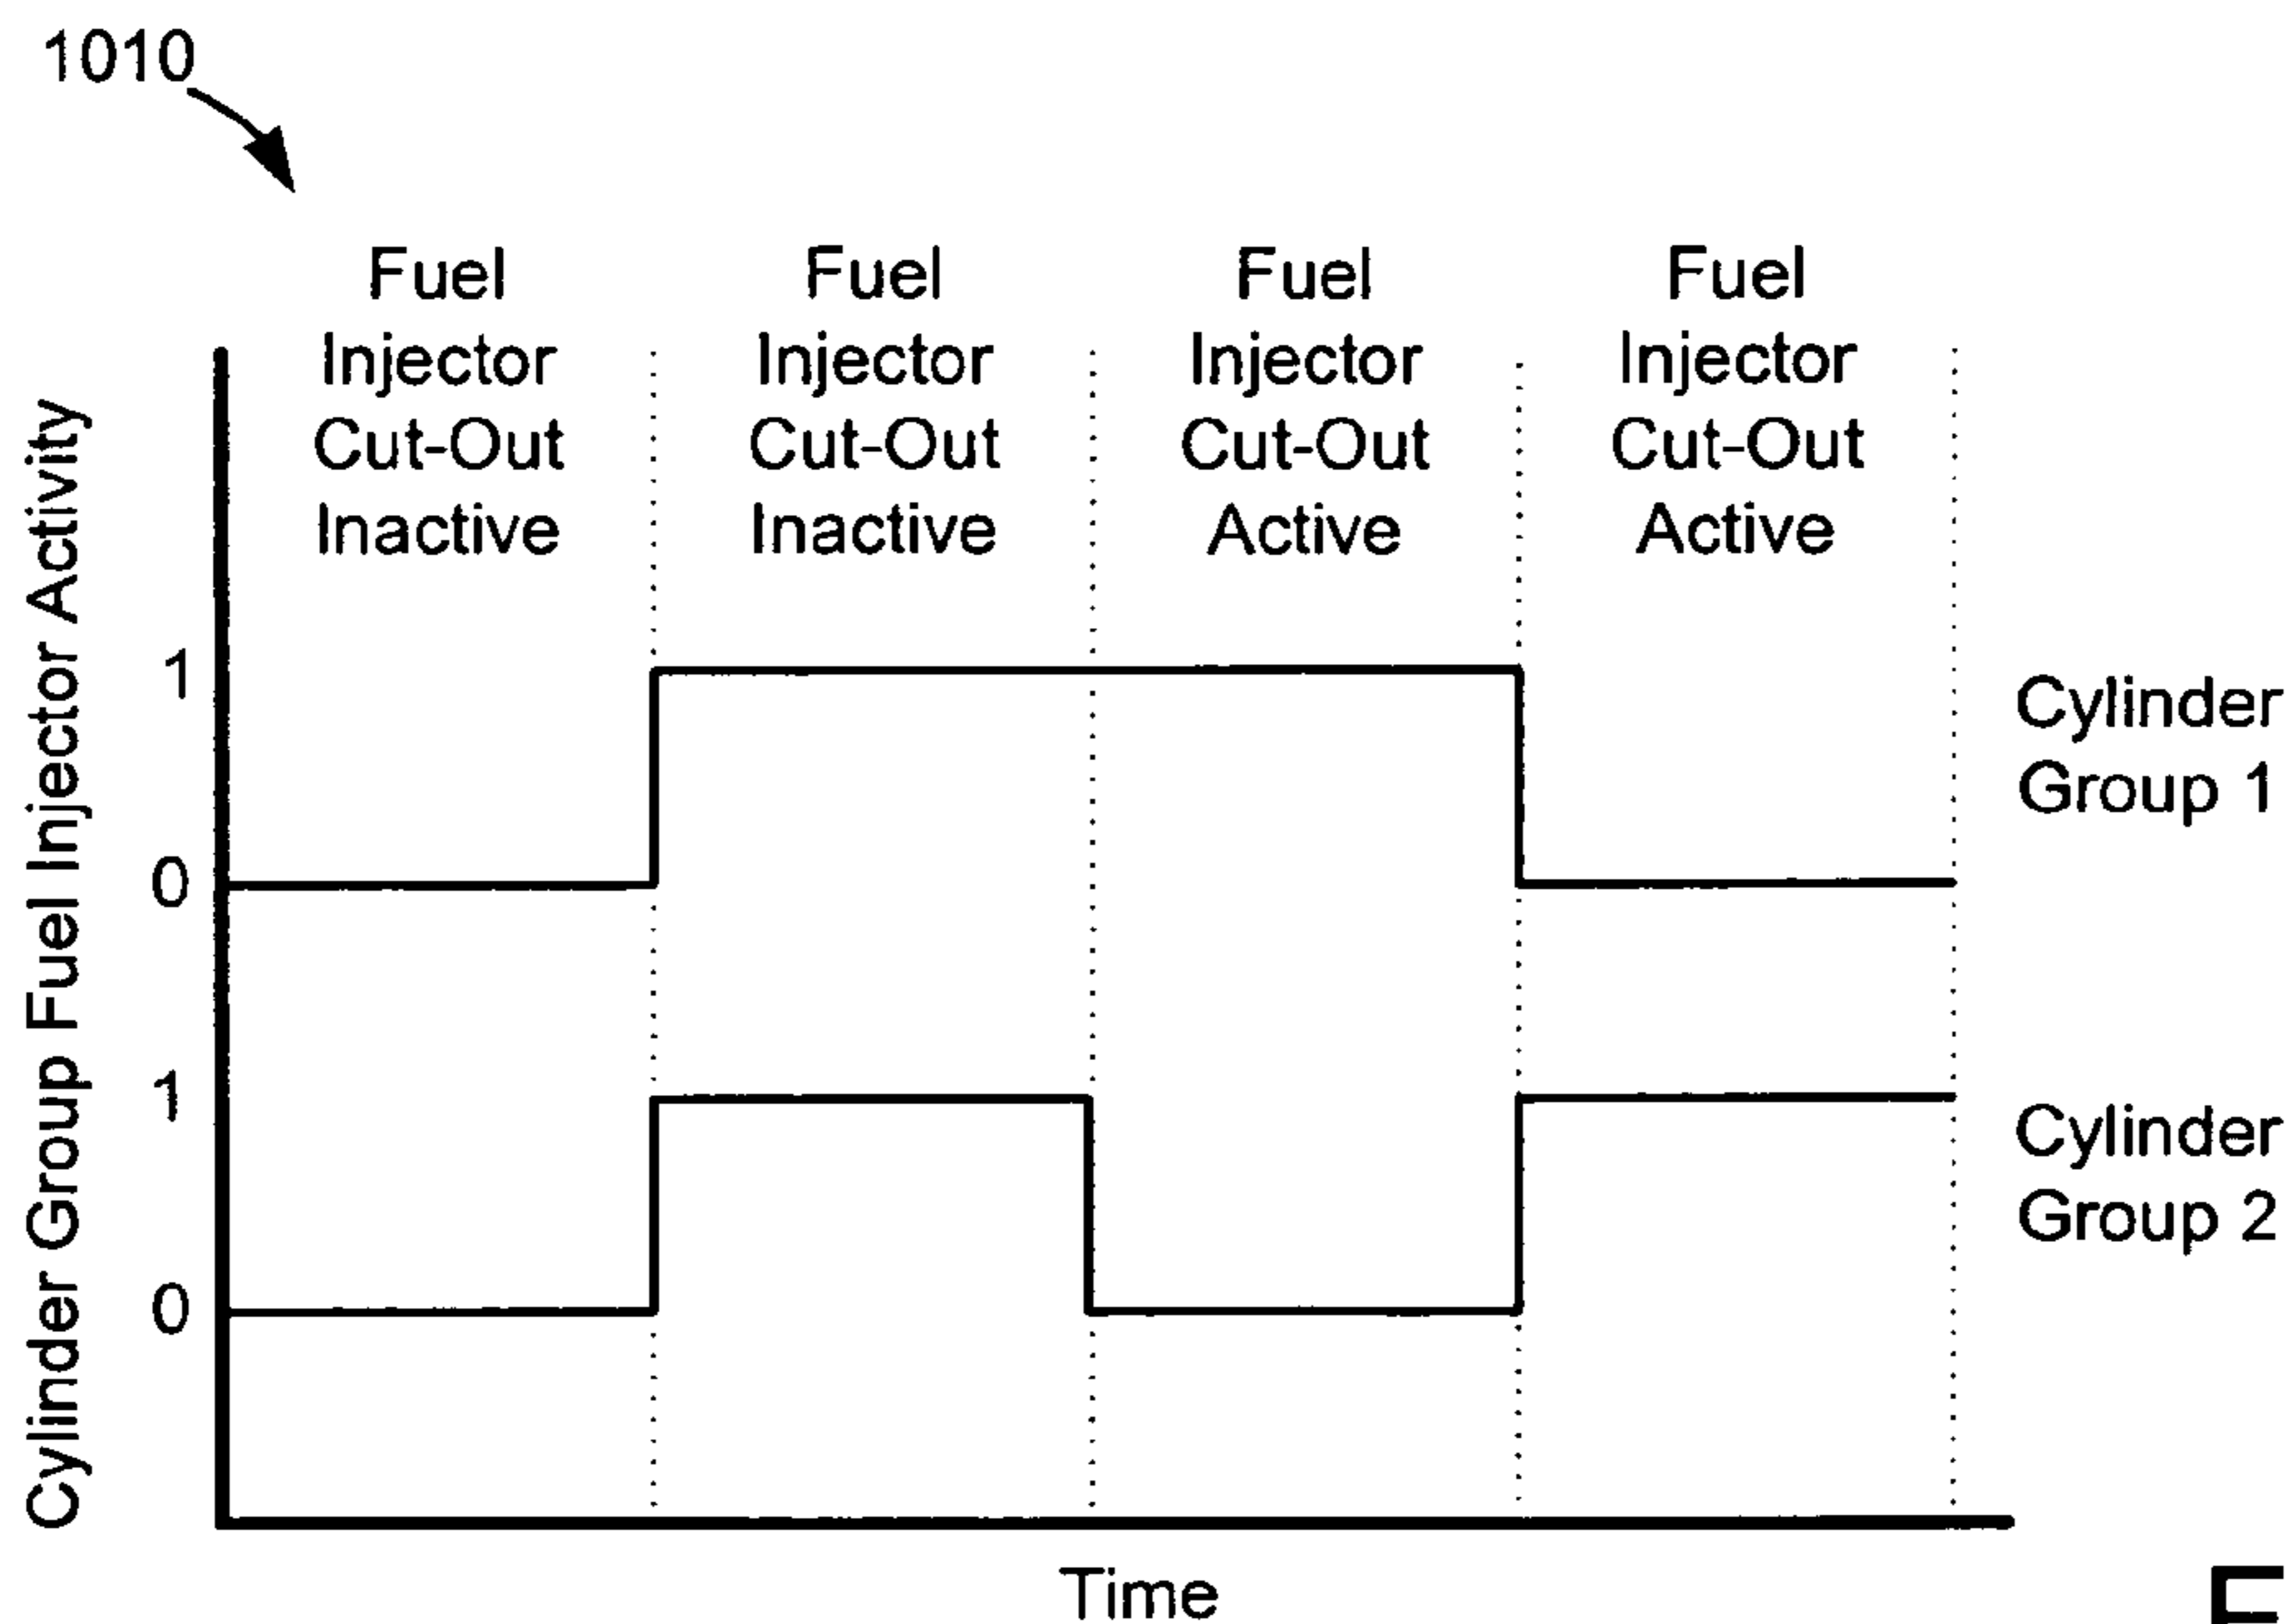 1010
Fuel
Injector
Cut-Out
Inactive
Fuel
Injector
Cut-Out
Inactive
Fuel
Injector
Cut-Out
Active
Fuel
Injector
Cut-Out
Active
Cylinder Group Fuel Injector Activity
1
0
1
0
Cylinder
Group 1
Cylinder
Group 2
Time